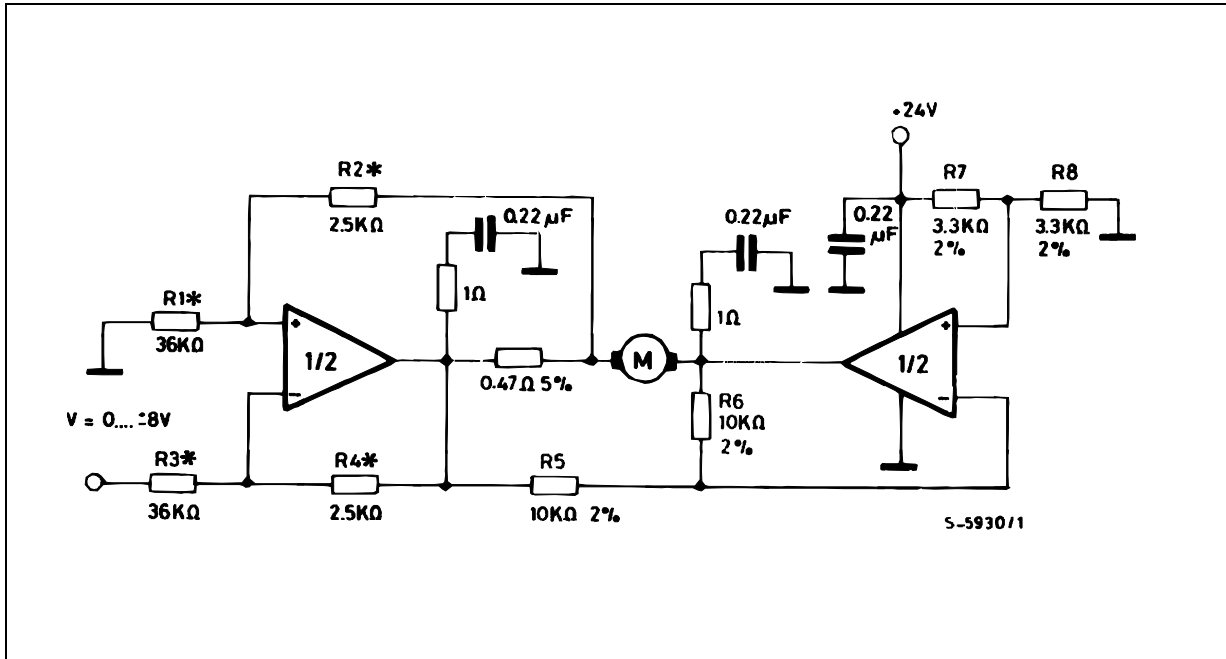 +24V
R2*
2.5KΩ
0.22µF
1Ω
0.22µF
1Ω
0.22
µF
R7
3.3KΩ
2%
R8
3.3KΩ
2%
R1*
36KΩ
+
1/2
−
0.47Ω 5%
M
+
1/2
−
R6
10KΩ
2%
V = 0....±8V
R3*
36KΩ
R4*
2.5KΩ
R5
10KΩ 2%
S-5930/1